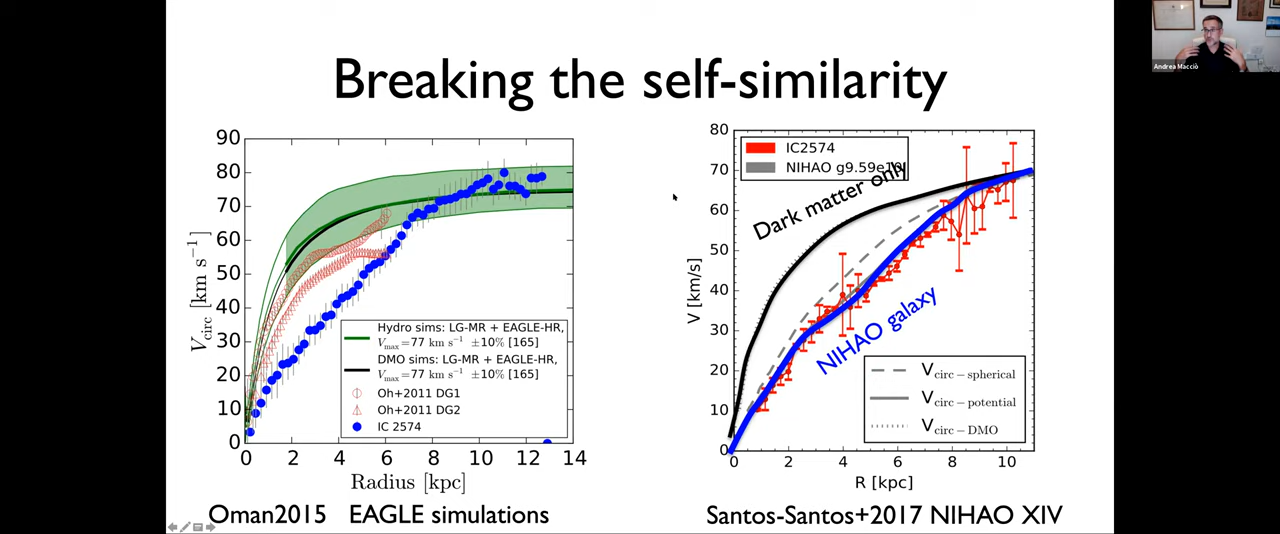 Breaking the self-similarity
Andrea Macciò
90
80
70
60
50
40
30
20
10
0
V_circ [km s⁻¹]
Hydro sims: LG-MR + EAGLE-HR,
V_max=77 km s⁻¹ ±10% [165]
DMO sims: LG-MR + EAGLE-HR,
V_max=77 km s⁻¹ ±10% [165]
Oh+2011 DG1
Oh+2011 DG2
IC 2574
0 2 4 6 8 10 12 14
Radius [kpc]
Oman2015 EAGLE simulations
80
70
60
50
40
30
20
10
0
V [km/s]
IC2574
NIHAO g9.59e
Dark matter only
NIHAO galaxy
V_circ−spherical
V_circ−potential
V_circ−DMO
0 2 4 6 8 10
R [kpc]
Santos-Santos+2017 NIHAO XIV